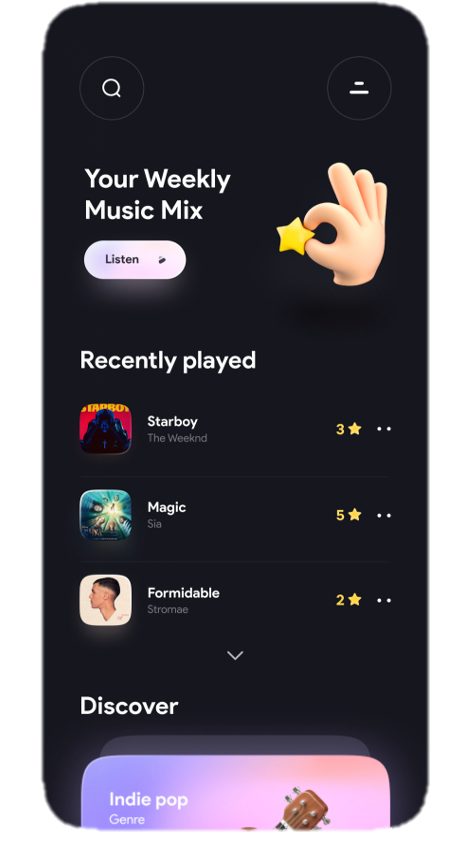 Your Weekly
Music Mix
Listen
Recently played
STARBOY
Starboy
The Weeknd
3
Magic
Sia
5
Formidable
Stromae
2
Discover
Indie pop
Genre